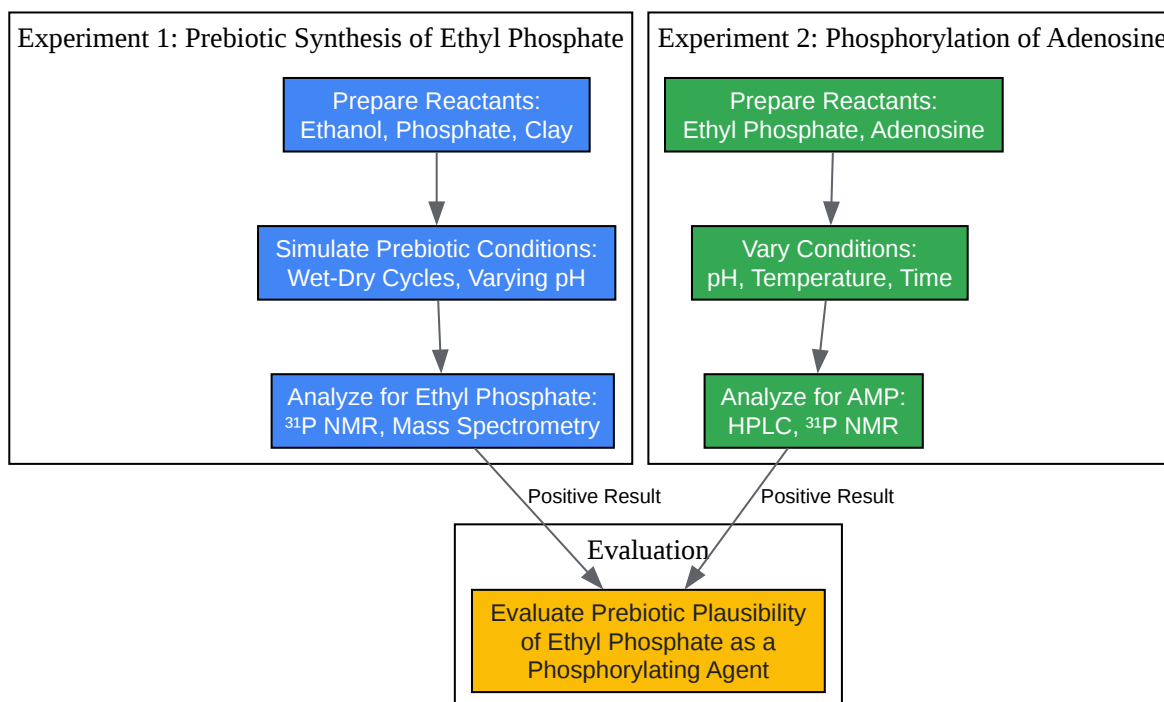 Experiment 1: Prebiotic Synthesis of Ethyl Phosphate
Prepare Reactants:
Ethanol, Phosphate, Clay
Simulate Prebiotic Conditions:
Wet-Dry Cycles, Varying pH
Analyze for Ethyl Phosphate:
³¹P NMR, Mass Spectrometry
Positive Result
Experiment 2: Phosphorylation of Adenosine
Prepare Reactants:
Ethyl Phosphate, Adenosine
Vary Conditions:
pH, Temperature, Time
Analyze for AMP:
HPLC, ³¹P NMR
Positive Result
Evaluation
Evaluate Prebiotic Plausibility
of Ethyl Phosphate as a
Phosphorylating Agent